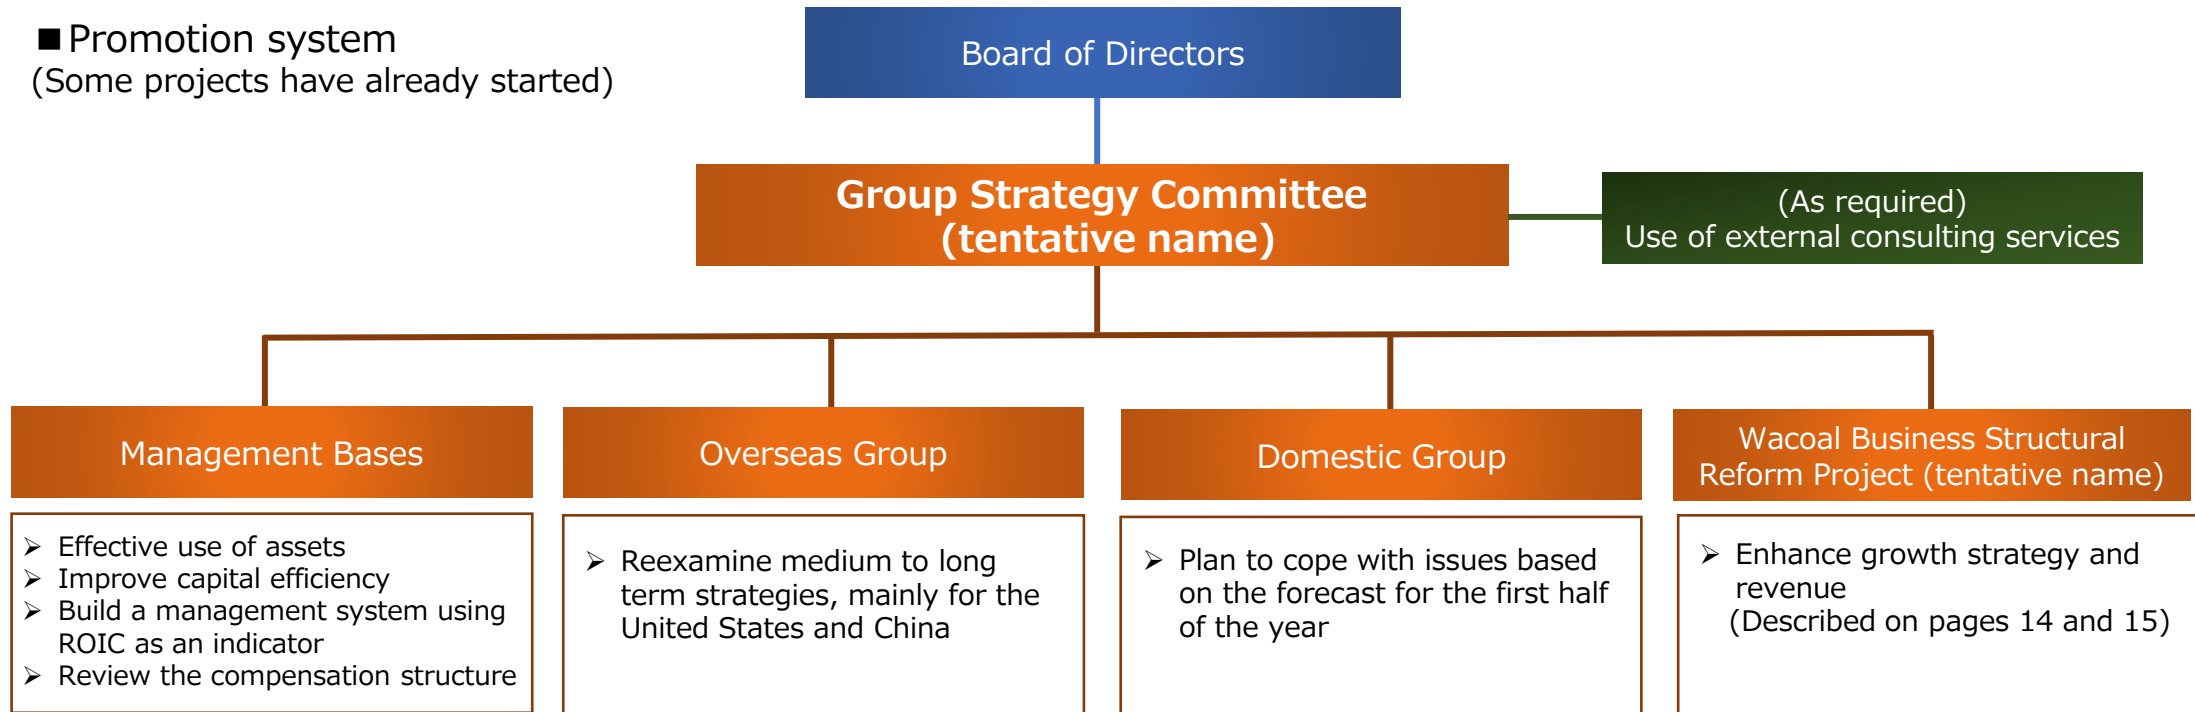 ■Promotion system
(Some projects have already started)
Board of Directors
Group Strategy Committee
(tentative name)
(As required)
Use of external consulting services
Management Bases
➢ Effective use of assets
➢ Improve capital efficiency
➢ Build a management system using
ROIC as an indicator
➢ Review the compensation structure
Overseas Group
➢ Reexamine medium to long
term strategies, mainly for the
United States and China
Domestic Group
➢ Plan to cope with issues based
on the forecast for the first half
of the year
Wacoal Business Structural
Reform Project (tentative name)
➢ Enhance growth strategy and
revenue
(Described on pages 14 and 15)